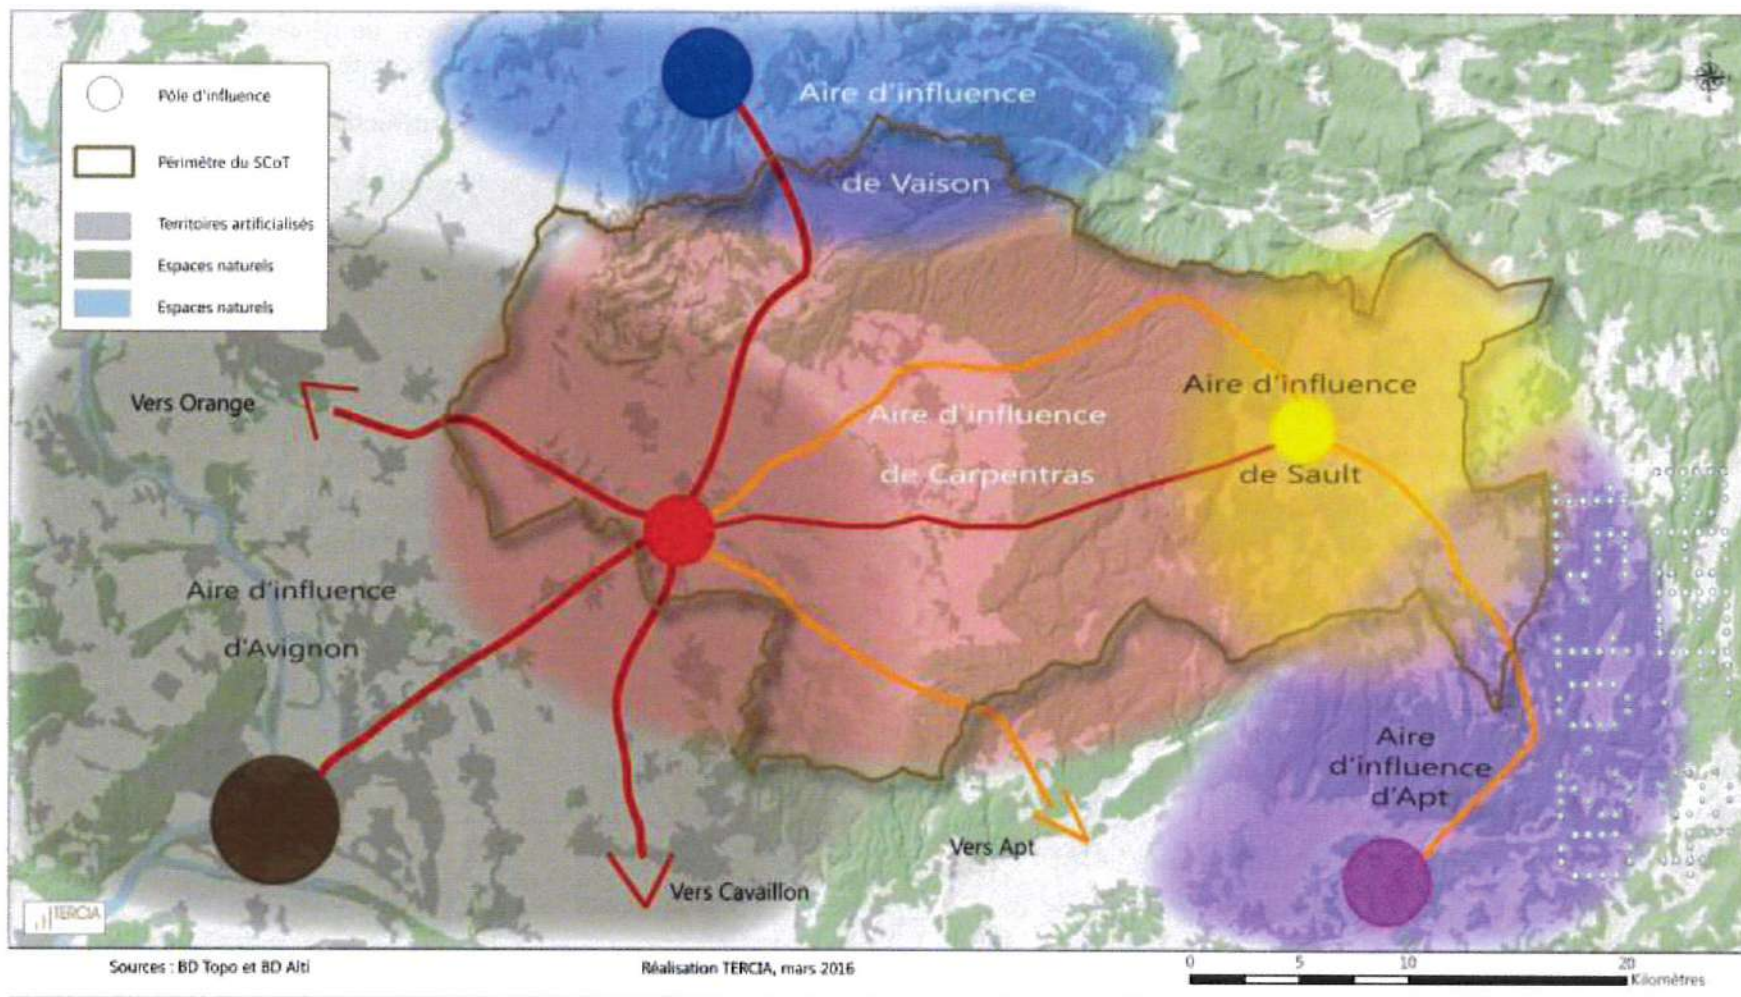 Pôle d'influence
Périmètre du SCoT
Territoires artificialisés
Espaces naturels
Espaces naturels
Aire d'influence
de Vaison
Vers Orange
Aire d'influence
de Carpentras
Aire d'influence
de Sault
Aire d'influence
d'Avignon
Aire
d'influence
d'Apt
Vers Apt
Vers Cavaillon
TERCIA
Sources : BD Topo et BD Alti
Réalisation TERCIA, mars 2016
0 5 10 20
Kilomètres